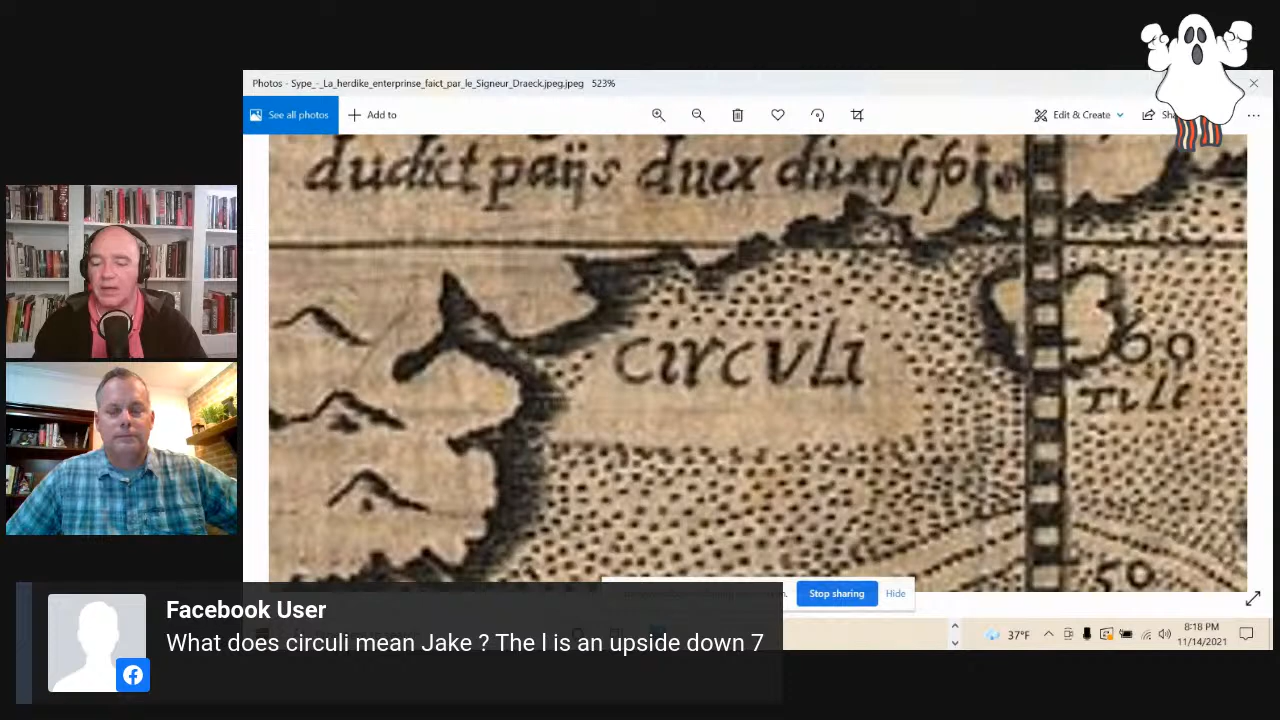 Photos - Sype_-_La_herdike_enterprinse_faict_par_le_Signeur_Draeck.jpeg.jpeg 523%
See all photos
Add to
Edit & Create
dudict paijs duex
circuli
60
50
Stop sharing
Hide
Facebook User
What does circuli mean Jake ? The l is an upside down 7
37°F
8:18 PM
11/14/2021